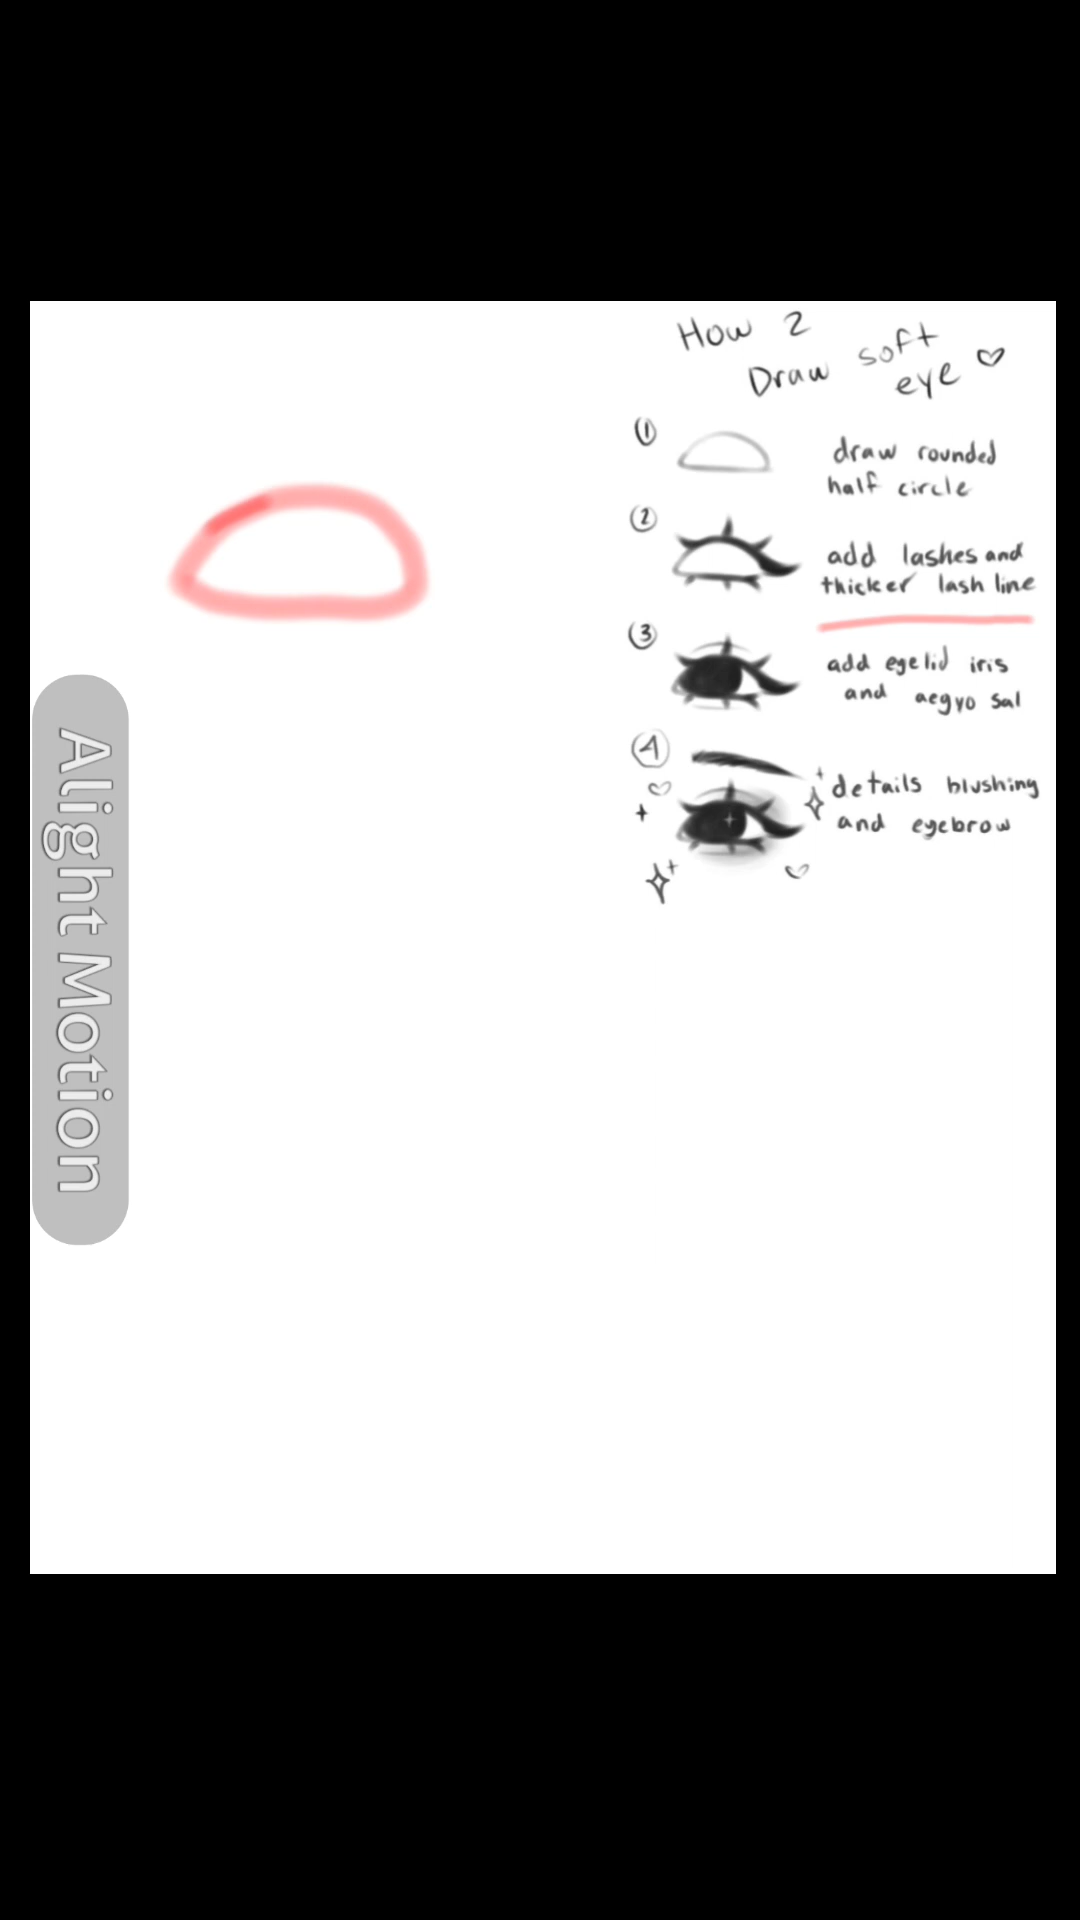 How 2
Draw soft
eye ♡
① draw rounded
half circle
② add lashes and
thicker lash line
③ add eyelid iris
and aegyo sal
④ details blushing
and eyebrow
Alight Motion